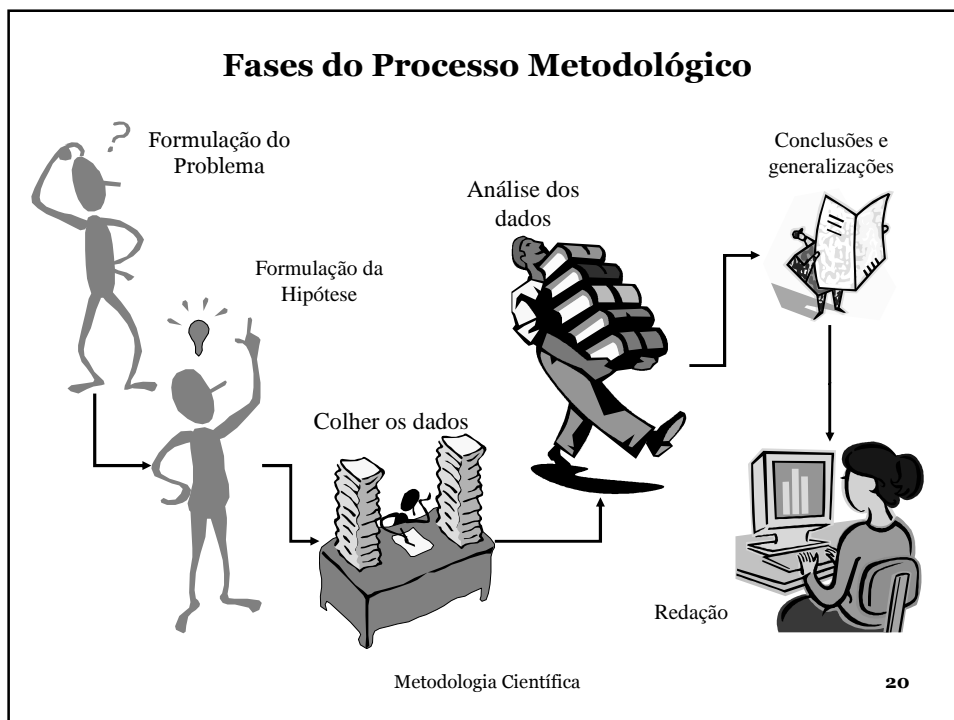 Fases do Processo Metodológico
?
Formulação do
Problema
Formulação da
Hipótese
Colher os dados
Análise dos
dados
Conclusões e
generalizações
Redação
Metodologia Científica
20